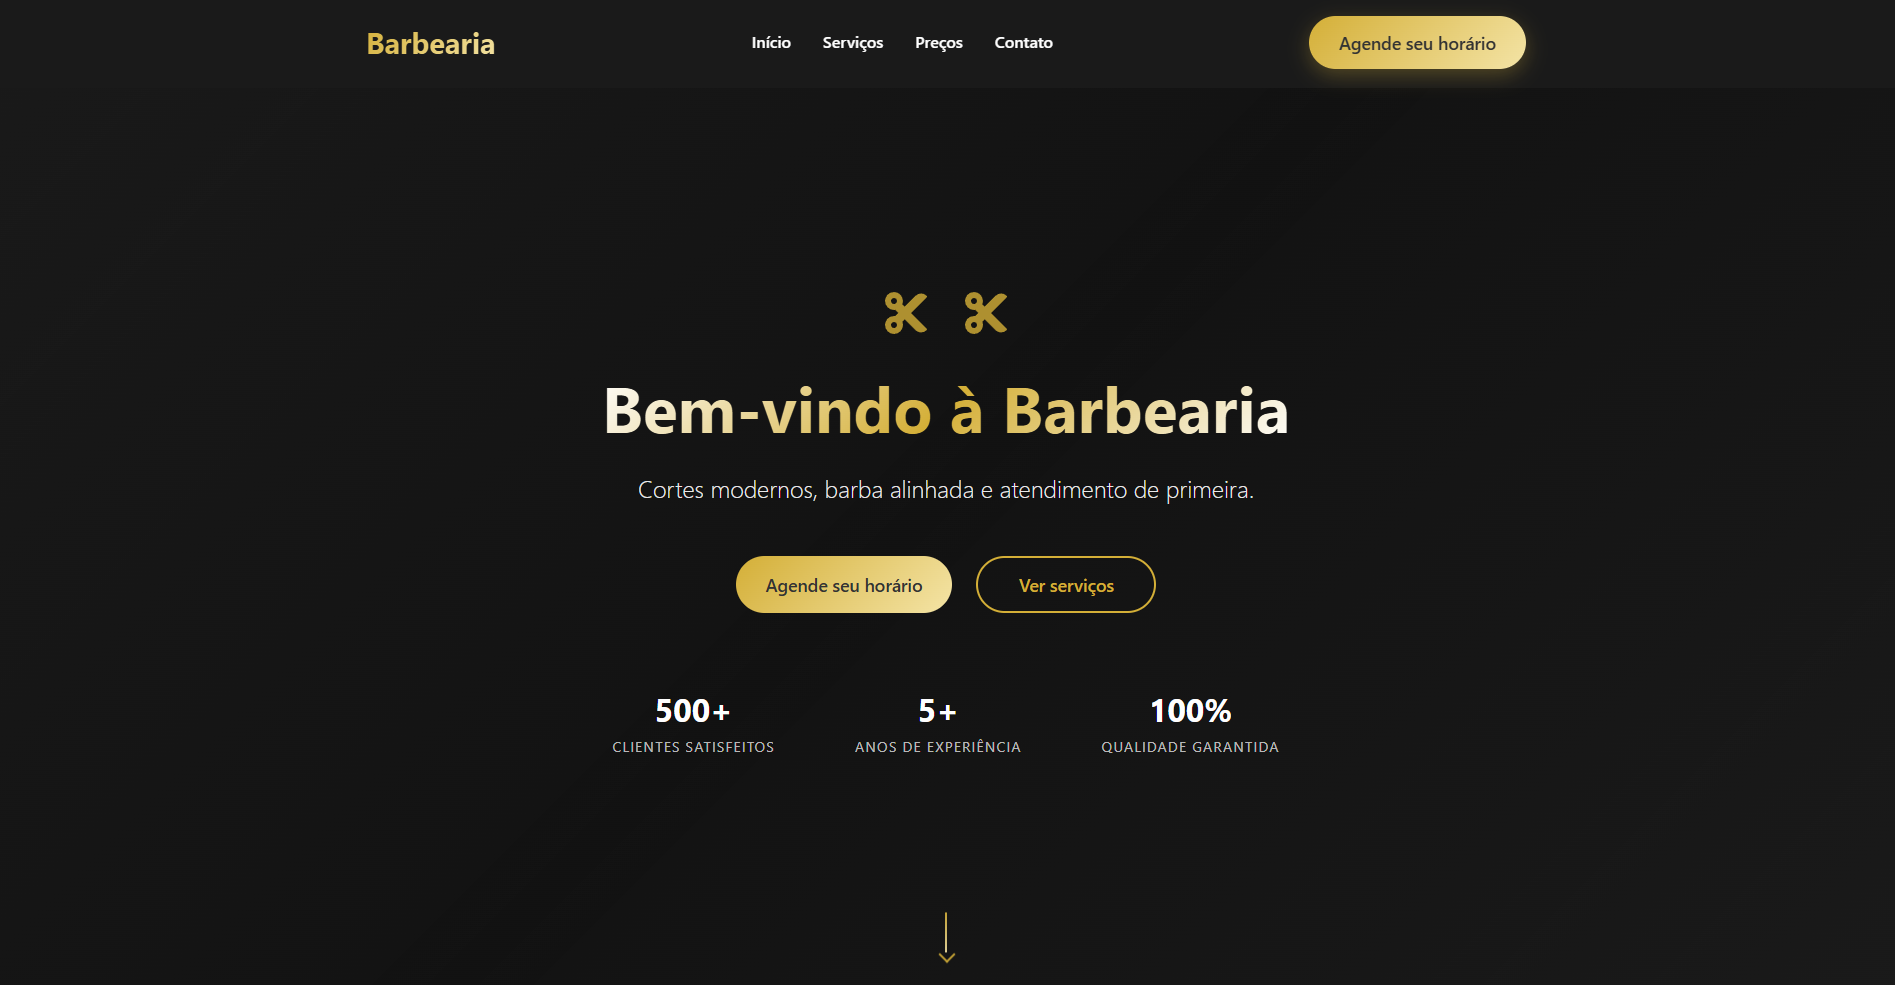 Barbearia
Início Serviços Preços Contato
Agende seu horário
Bem-vindo à Barbearia
Cortes modernos, barba alinhada e atendimento de primeira.
Agende seu horário
Ver serviços
500+
CLIENTES SATISFEITOS
5+
ANOS DE EXPERIÊNCIA
100%
QUALIDADE GARANTIDA